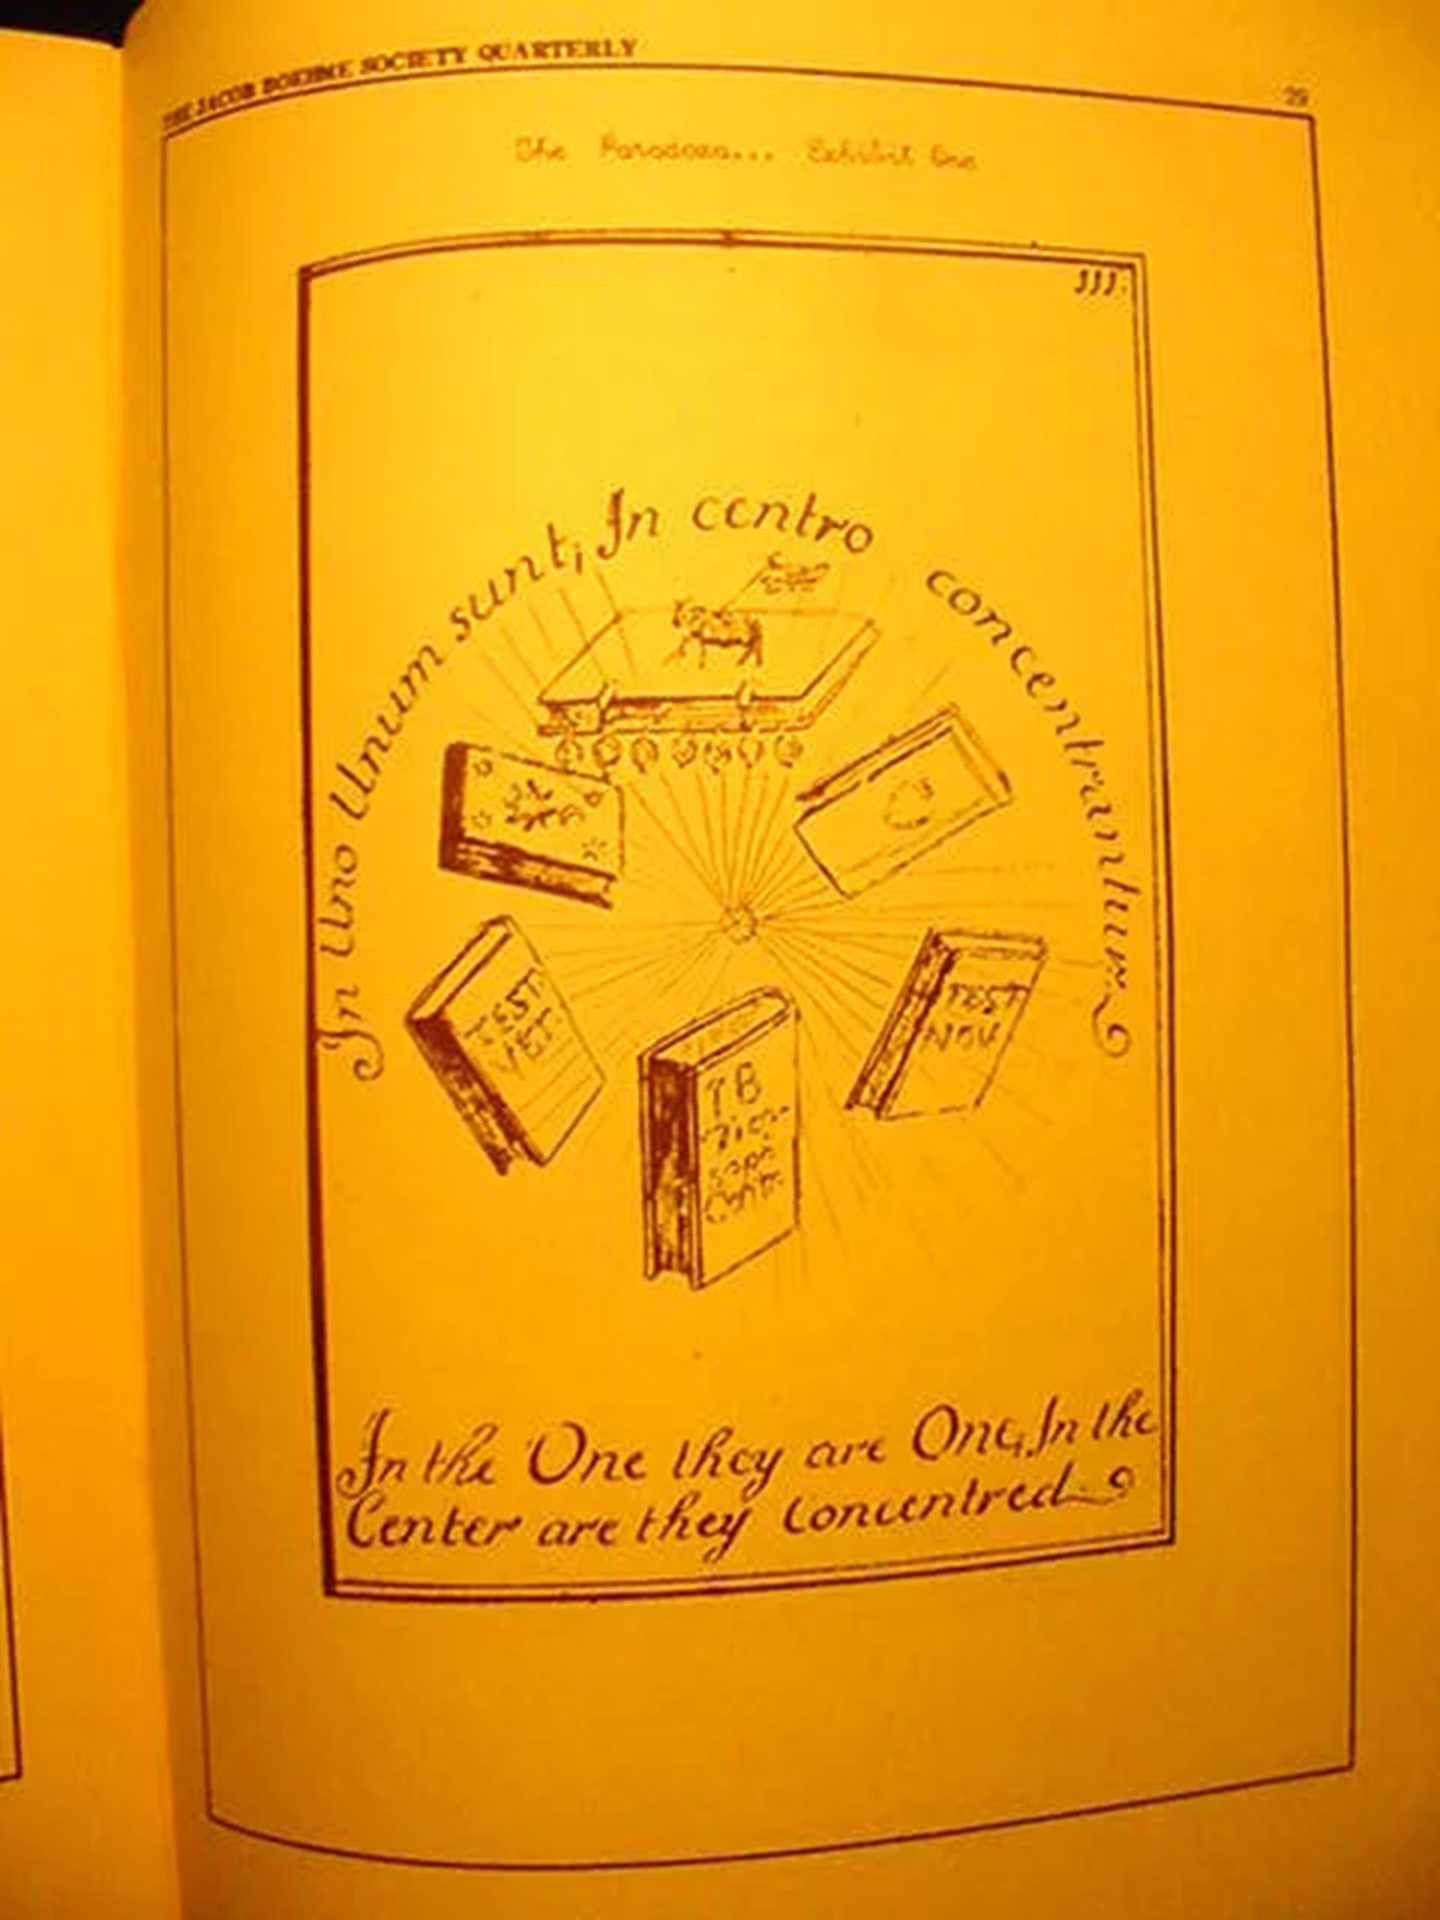 THE JACOB BOEHME SOCIETY QUARTERLY
29
The Paradoxa... Exhibit One
III.
In Uno Unum sunt, In centro concentrantur
TEST
VET
TEST
NOV
I B
In the One they are One, In the
Center are they Concentred